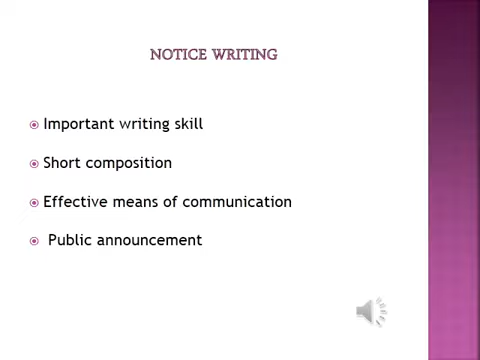 NOTICE WRITING
Important writing skill
Short composition
Effective means of communication
Public announcement